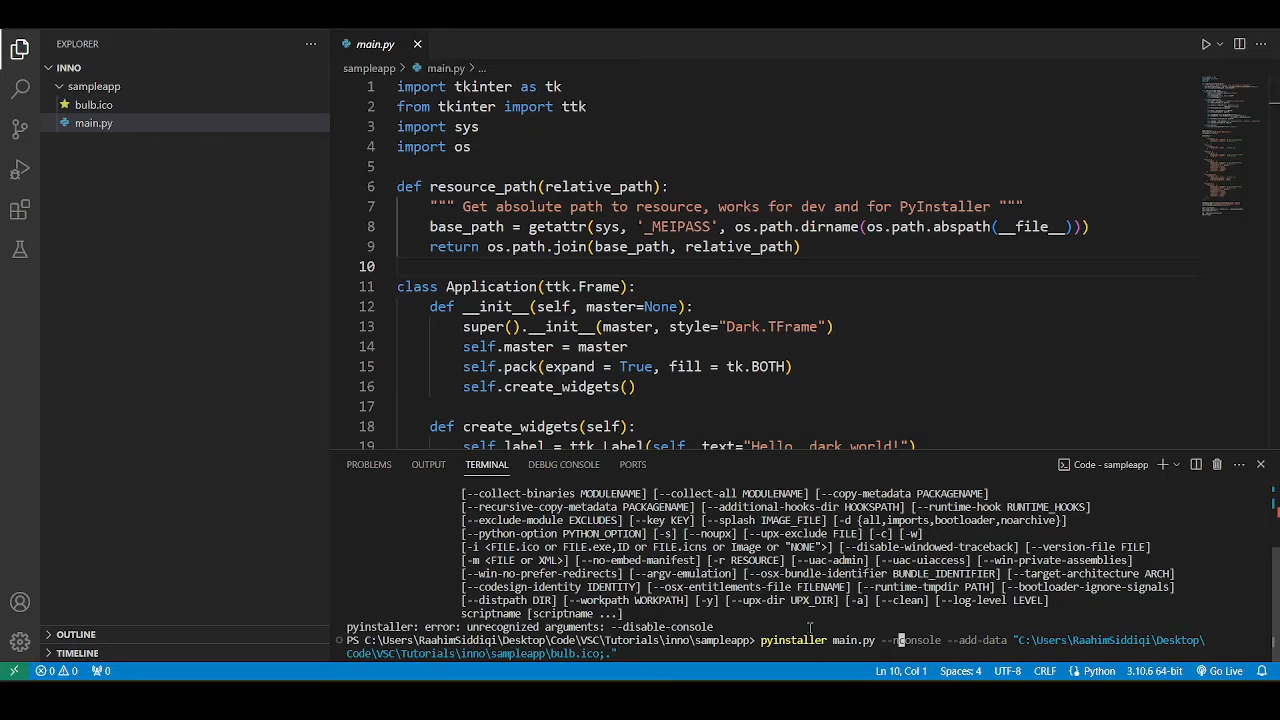 EXPLORER
INNO
sampleapp
bulb.ico
main.py
OUTLINE
TIMELINE
main.py
sampleapp > main.py > ...
1 import tkinter as tk
2 from tkinter import ttk
3 import sys
4 import os
5
6 def resource_path(relative_path):
7 """ Get absolute path to resource, works for dev and for PyInstaller """
8 base_path = getattr(sys, '_MEIPASS', os.path.dirname(os.path.abspath(__file__)))
9 return os.path.join(base_path, relative_path)
10
11 class Application(ttk.Frame):
12 def __init__(self, master=None):
13 super().__init__(master, style="Dark.TFrame")
14 self.master = master
15 self.pack(expand = True, fill = tk.BOTH)
16 self.create_widgets()
17
18 def create_widgets(self):
19 self.label = ttk.Label(self, text="Hello, dark world!")
PROBLEMS OUTPUT TERMINAL DEBUG CONSOLE PORTS Code - sampleapp
[--collect-binaries MODULENAME] [--collect-all MODULENAME] [--copy-metadata PACKAGENAME]
[--recursive-copy-metadata PACKAGENAME] [--additional-hooks-dir HOOKSPATH] [--runtime-hook RUNTIME_HOOKS]
[--exclude-module EXCLUDES] [--key KEY] [--splash IMAGE_FILE] [-d {all,imports,bootloader,noarchive}]
[--python-option PYTHON_OPTION] [-s] [--noupx] [--upx-exclude FILE] [-c] [-w]
[-i <FILE.ico or FILE.exe,ID or FILE.icns or Image or "NONE">] [--disable-windowed-traceback] [--version-file FILE]
[-m <FILE or XML>] [--no-embed-manifest] [-r RESOURCE] [--uac-admin] [--uac-uiaccess] [--win-private-assemblies]
[--win-no-prefer-redirects] [--argv-emulation] [--osx-bundle-identifier BUNDLE_IDENTIFIER] [--target-architecture ARCH]
[--codesign-identity IDENTITY] [--osx-entitlements-file FILENAME] [--runtime-tmpdir PATH] [--bootloader-ignore-signals]
[--distpath DIR] [--workpath WORKPATH] [-y] [--upx-dir UPX_DIR] [-a] [--clean] [--log-level LEVEL]
scriptname [scriptname ...]
pyinstaller: error: unrecognized arguments: --disable-console
PS C:\Users\RaahimSiddiqi\Desktop\Code\VSC\Tutorials\inno\sampleapp> pyinstaller main.py --nconsole --add-data "C:\Users\RaahimSiddiqi\Desktop\
Code\VSC\Tutorials\inno\sampleapp\bulb.ico;."
0 0 0 Ln 10, Col 1 Spaces: 4 UTF-8 CRLF Python 3.10.6 64-bit Go Live